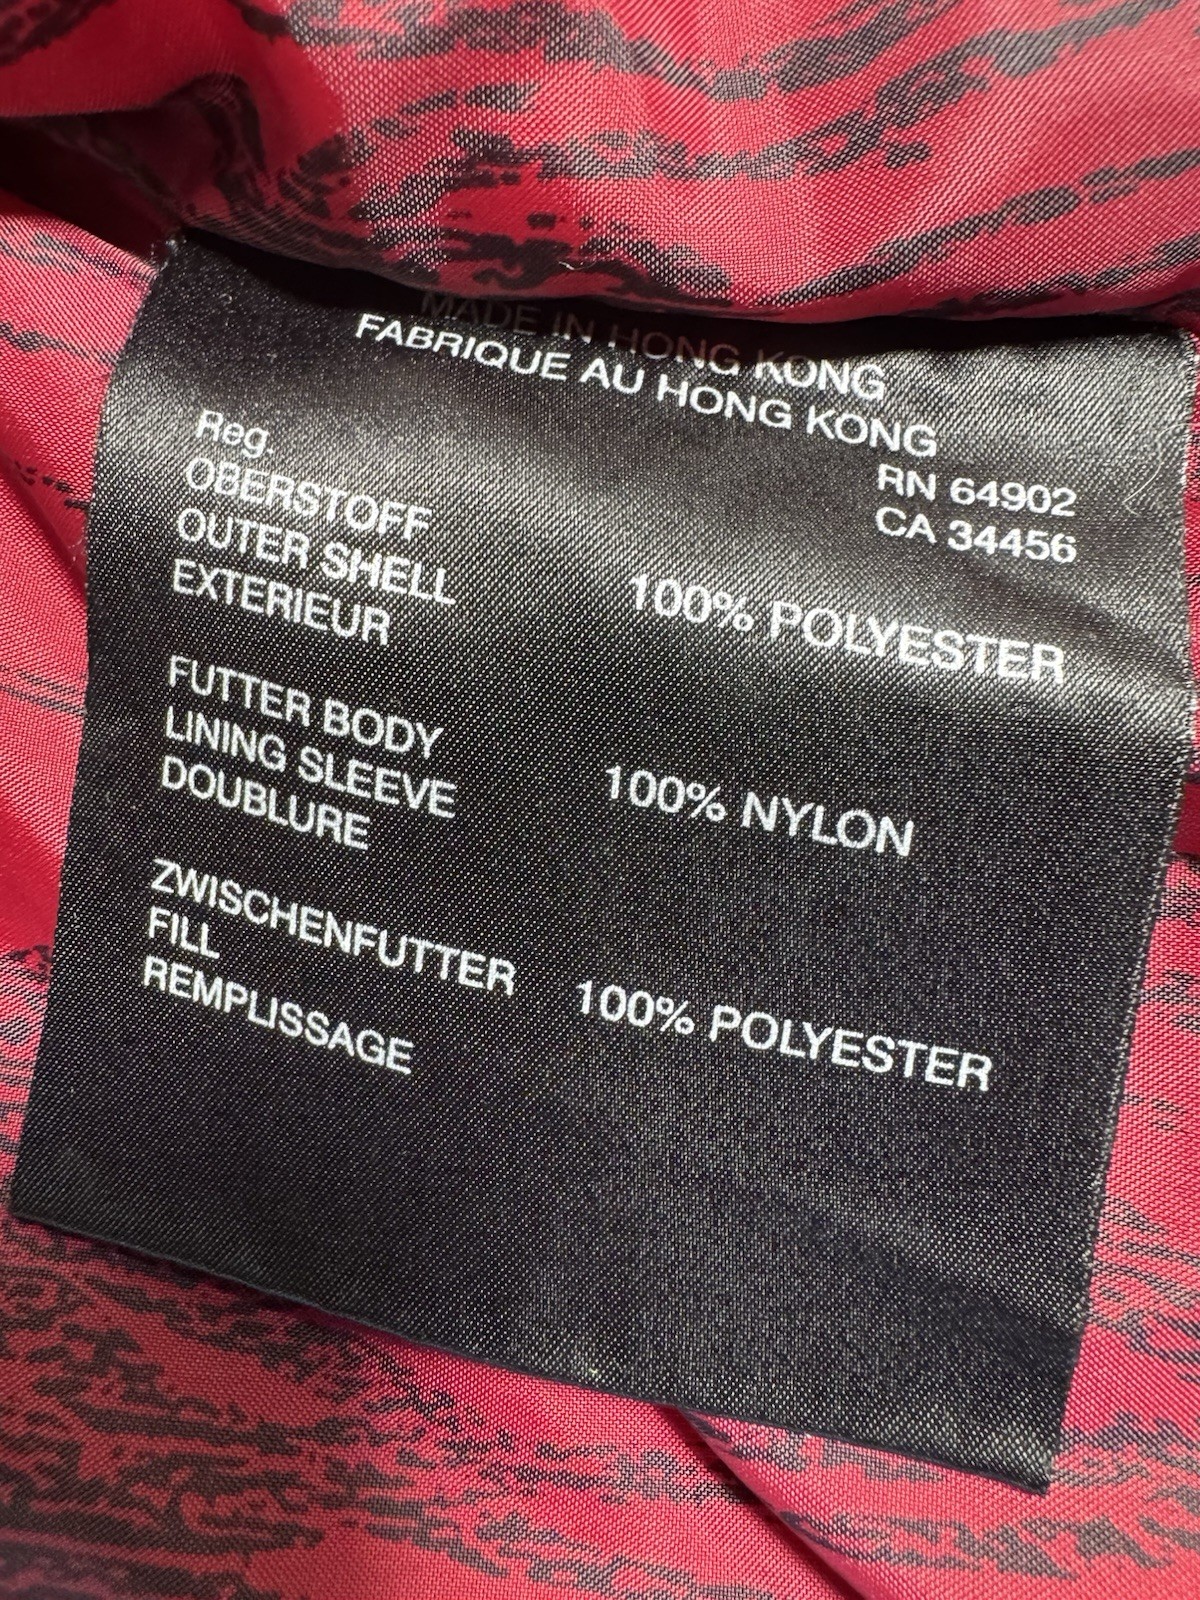 MADE IN HONG KONG
FABRIQUE AU HONG KONG
RN 64902
CA 34456
Reg.
OBERSTOFF
OUTER SHELL
EXTERIEUR
100% POLYESTER
FUTTER BODY
LINING SLEEVE
DOUBLURE
100% NYLON
ZWISCHENFUTTER
FILL
REMPLISSAGE
100% POLYESTER